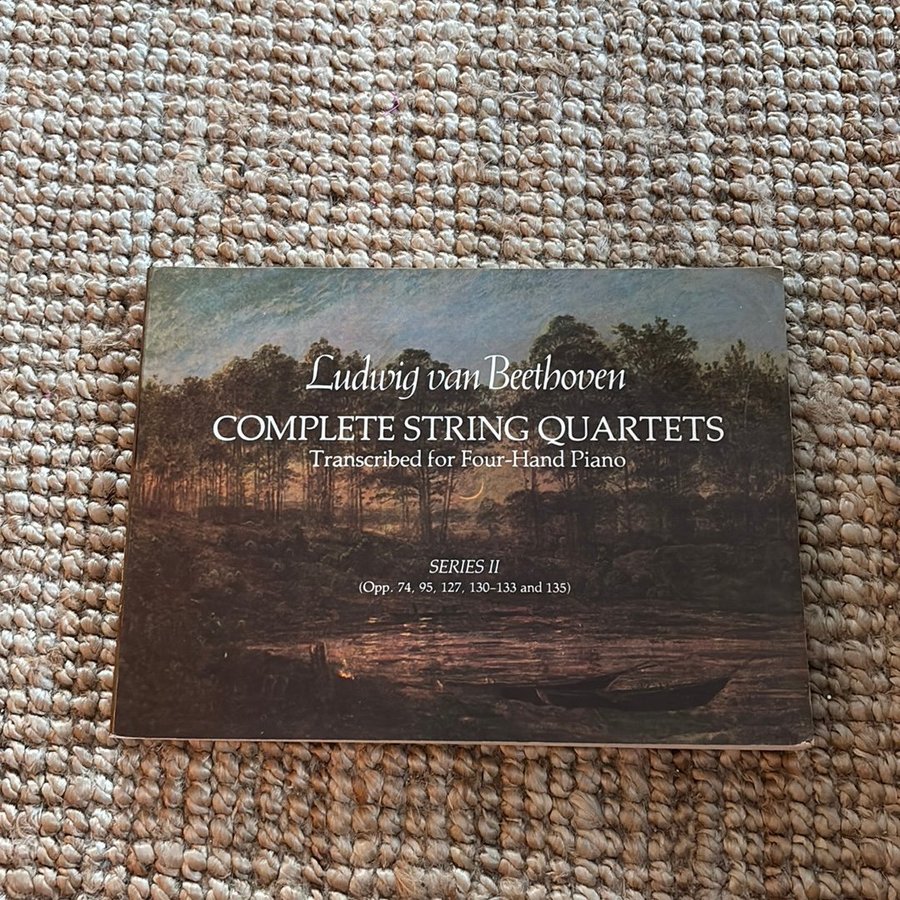 Ludwig van Beethoven
COMPLETE STRING QUARTETS
Transcribed for Four-Hand Piano
SERIES II
(Opp. 74, 95, 127, 130–133 and 135)